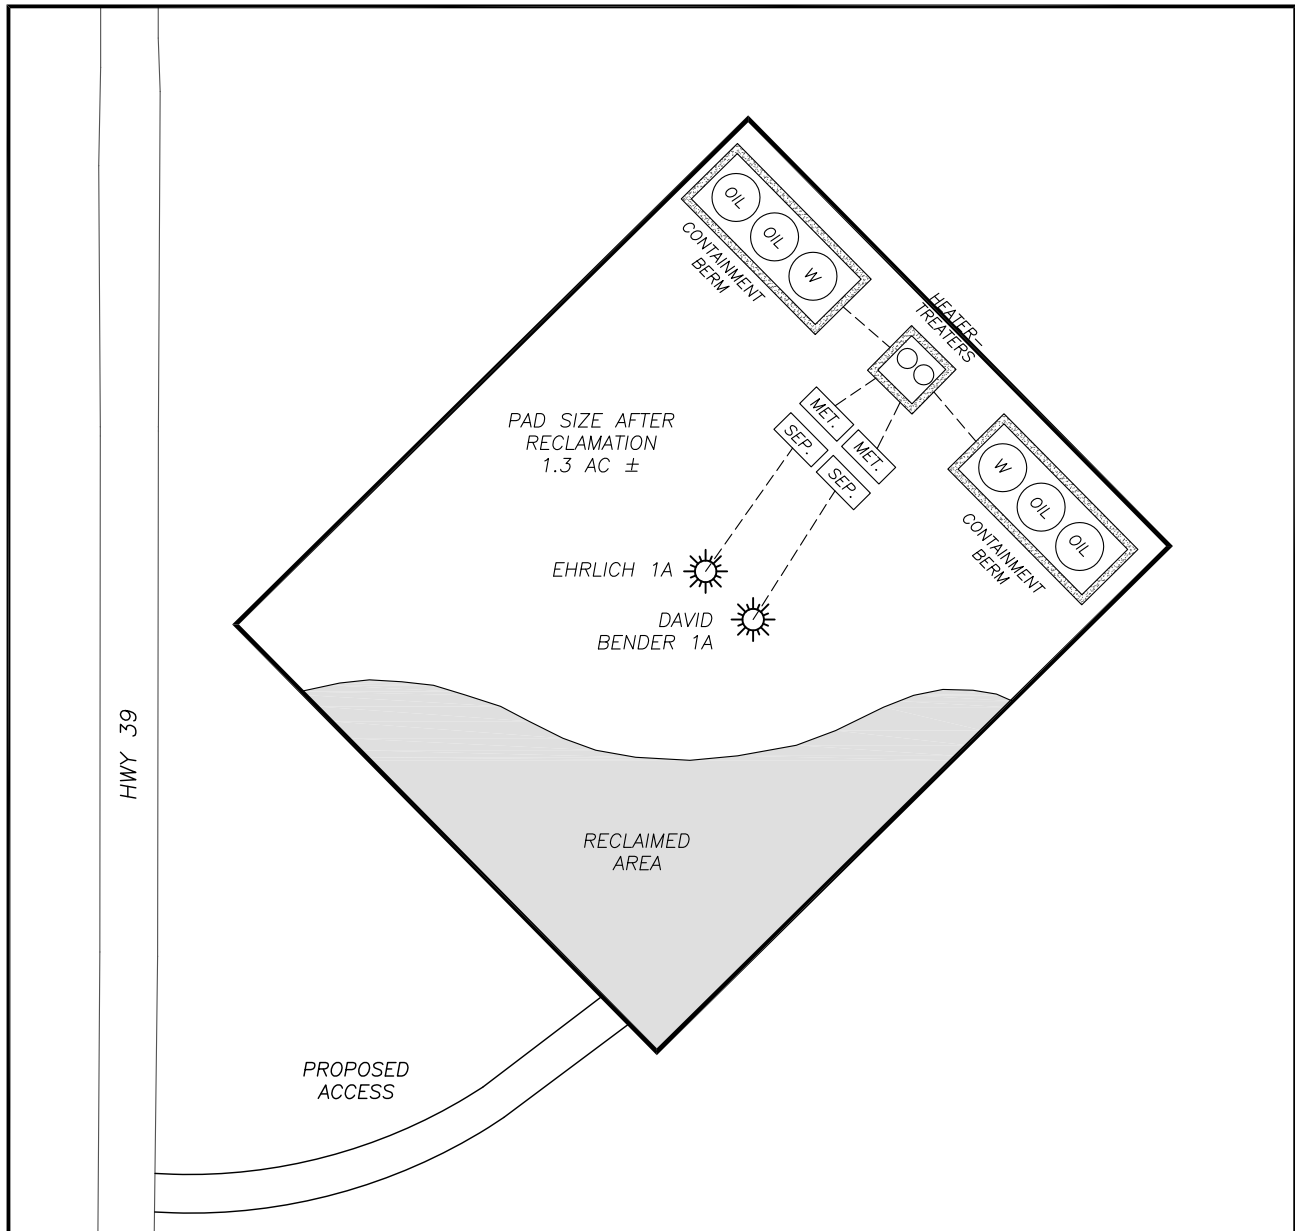 OIL
OIL
W
CONTAINMENT
BERM
HEATER-
TREATERS
PAD SIZE AFTER
RECLAMATION
1.3 AC ±
MET.
SEP.
MET.
SEP.
W
OIL
OIL
CONTAINMENT
BERM
EHRLICH 1A
DAVID
BENDER 1A
HWY 39
RECLAIMED
AREA
PROPOSED
ACCESS